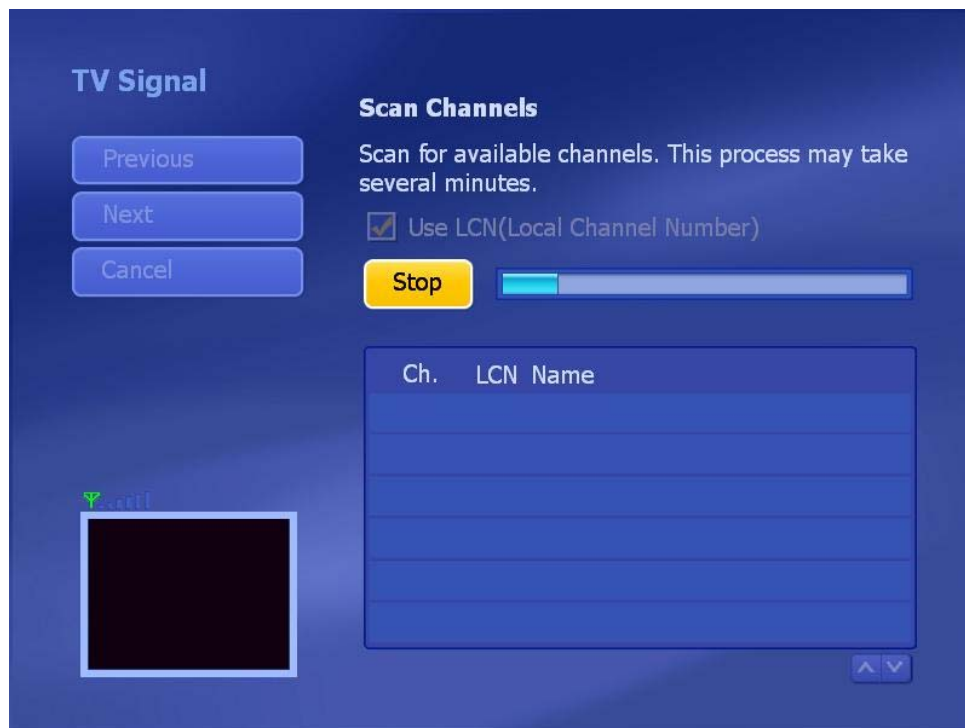 TV Signal
Previous
Next
Cancel
Scan Channels
Scan for available channels. This process may take
several minutes.
Use LCN(Local Channel Number)
Stop
Ch. LCN Name